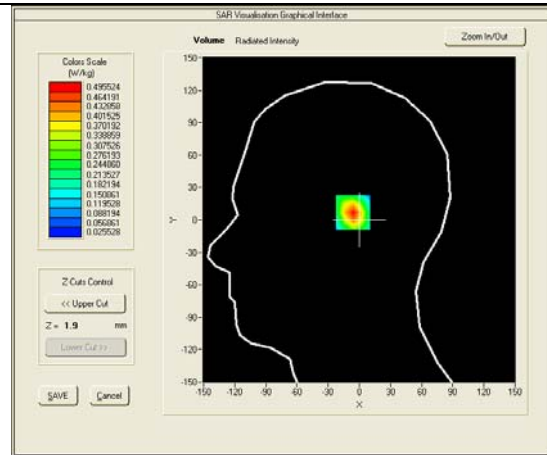 SAR Visualisation Graphical Interface
Volume Radiated Intensity
Zoom In/Out
Colors Scale
(W/kg)
0.495524
0.464191
0.432858
0.401525
0.370192
0.338859
0.307526
0.276193
0.244860
0.213527
0.182194
0.150861
0.119528
0.088194
0.056861
0.025528
150
120
90
60
30
0
-30
-60
-90
-120
-150
Y
-150 -120 -90 -60 -30 0 30 60 90 120 150
X
Z Cuts Control
<< Upper Cut
Z = 1.9 mm
Lower Cut >>
SAVE Cancel